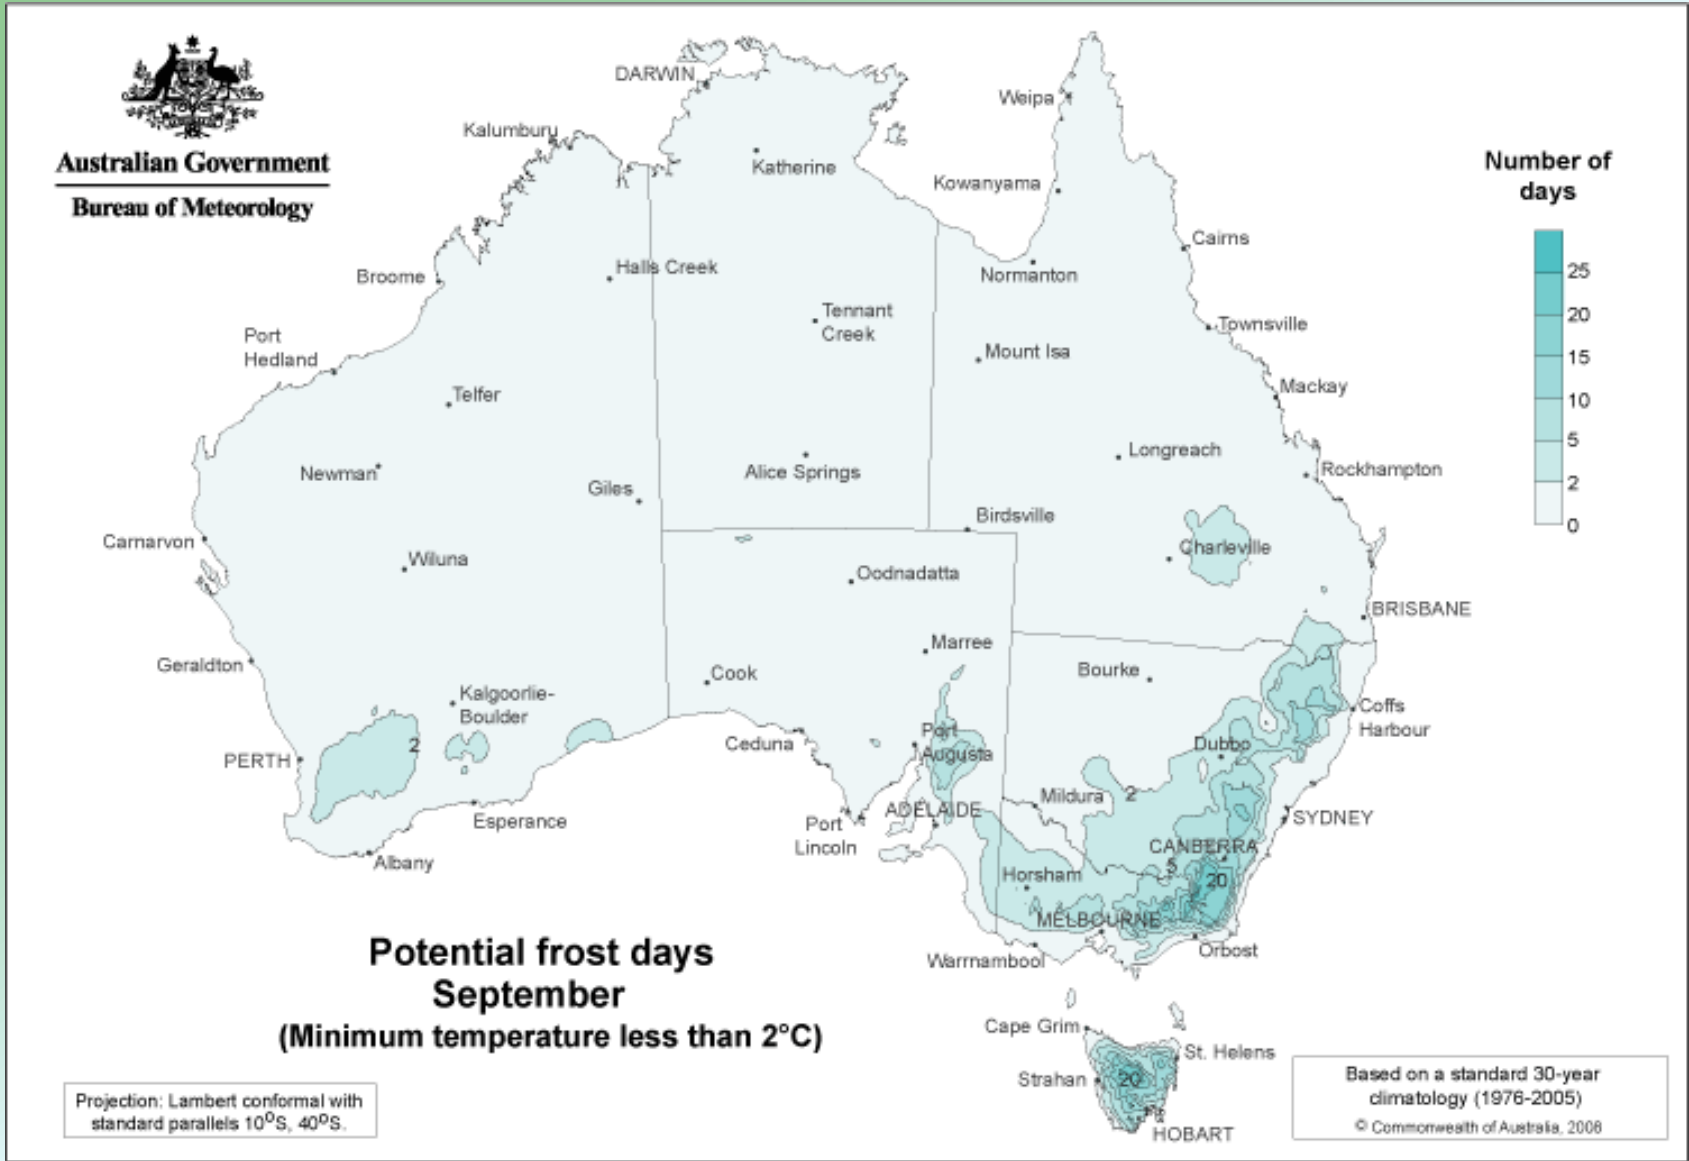 Australian Government
Bureau of Meteorology
DARWIN
Weipa
Kalumburu
Katherine
Kowanyama
Number of
days
25
20
15
10
5
2
0
Cairns
Halls Creek
Normanton
Broome
Tennant
Creek
Townsville
Port
Hedland
Mount Isa
Mackay
Telfer
Longreach
Rockhampton
Newman
Alice Springs
Giles
Birdsville
Carnarvon
Charleville
Wiluna
Oodnadatta
BRISBANE
Geraldton
Marree
Bourke
Cook
Kalgoorlie-
Boulder
Coffs
Harbour
2
Port
Augusta
Ceduna
Dubbo
PERTH
Mildura
2
ADELAIDE
SYDNEY
Esperance
Port
Lincoln
CANBERRA
Albany
5
Horsham
20
MELBOURNE
Orbost
Warrnambool
Potential frost days
September
(Minimum temperature less than 2°C)
Cape Grim
St. Helens
Strahan
20
HOBART
Projection: Lambert conformal with
standard parallels 10⁰S, 40⁰S.
Based on a standard 30-year
climatology (1976-2005)
© Commonwealth of Australia, 2008